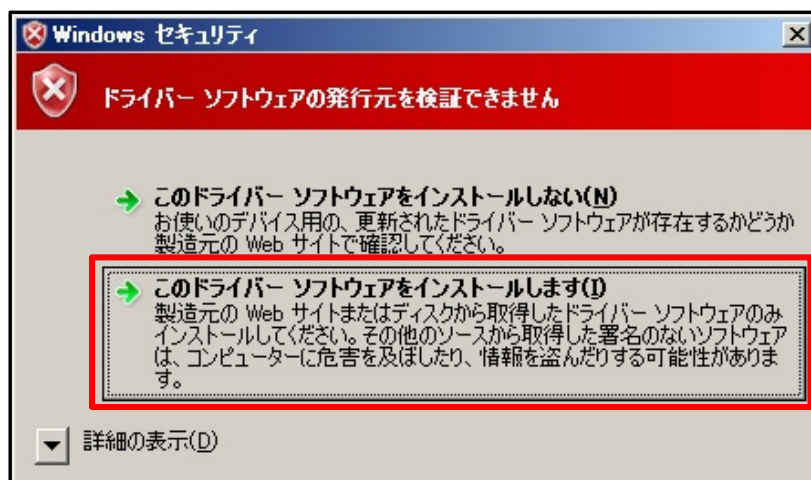 Windows セキュリティ
ドライバー ソフトウェアの発行元を検証できません
このドライバー ソフトウェアをインストールしない(N)
お使いのデバイス用の、更新されたドライバー ソフトウェアが存在するかどうか
製造元の Web サイトで確認してください。
このドライバー ソフトウェアをインストールします(I)
製造元の Web サイトまたはディスクから取得したドライバー ソフトウェアのみ
インストールしてください。その他のソースから取得した署名のないソフトウェア
は、コンピューターに危害を及ぼしたり、情報を盗んだりする可能性がありま
す。
詳細の表示(D)